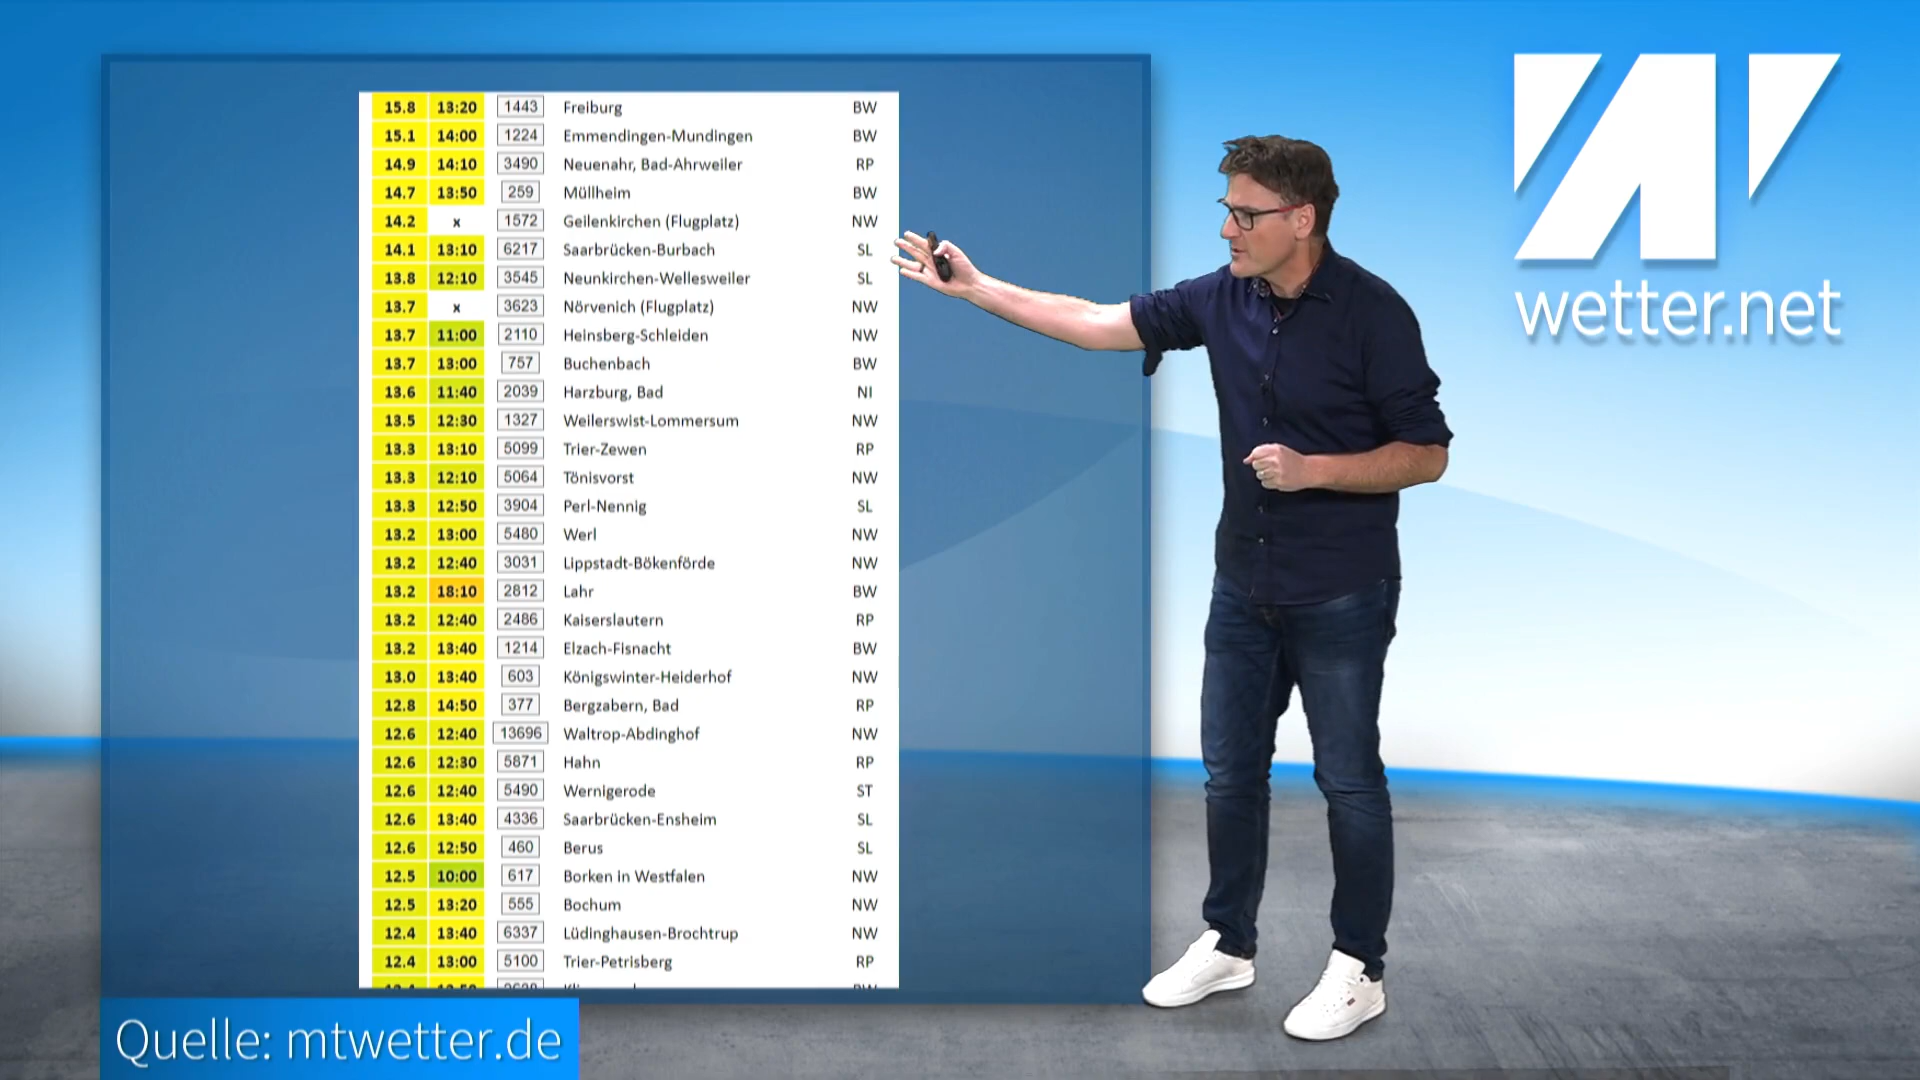 15.8 13:20 1443 Freiburg BW
15.1 14:00 1224 Emmendingen-Mundingen BW
14.9 14:10 3490 Neuenahr, Bad-Ahrweiler RP
14.7 13:50 259 Müllheim BW
14.2 x 1572 Geilenkirchen (Flugplatz) NW
14.1 13:10 6217 Saarbrücken-Burbach SL
13.8 12:10 3545 Neunkirchen-Wellesweiler SL
13.7 x 3623 Nörvenich (Flugplatz) NW
13.7 11:00 2110 Heinsberg-Schleiden NW
13.7 13:00 757 Buchenbach BW
13.6 11:40 2039 Harzburg, Bad NI
13.5 12:30 1327 Weilerswist-Lommersum NW
13.3 13:10 5099 Trier-Zewen RP
13.3 12:10 5064 Tönisvorst NW
13.3 12:50 3904 Perl-Nennig SL
13.2 13:00 5480 Werl NW
13.2 12:40 3031 Lippstadt-Bökenförde NW
13.2 18:10 2812 Lahr BW
13.2 12:40 2486 Kaiserslautern RP
13.2 13:40 1214 Elzach-Fisnacht BW
13.0 13:40 603 Königswinter-Heiderhof NW
12.8 14:50 377 Bergzabern, Bad RP
12.6 12:40 13696 Waltrop-Abdinghof NW
12.6 12:30 5871 Hahn RP
12.6 12:40 5490 Wernigerode ST
12.6 13:40 4336 Saarbrücken-Ensheim SL
12.6 12:50 460 Berus SL
12.5 10:00 617 Borken in Westfalen NW
12.5 13:20 555 Bochum NW
12.4 13:40 6337 Lüdinghausen-Brochtrup NW
12.4 13:00 5100 Trier-Petrisberg RP
wetter.net
Quelle: mtwetter.de